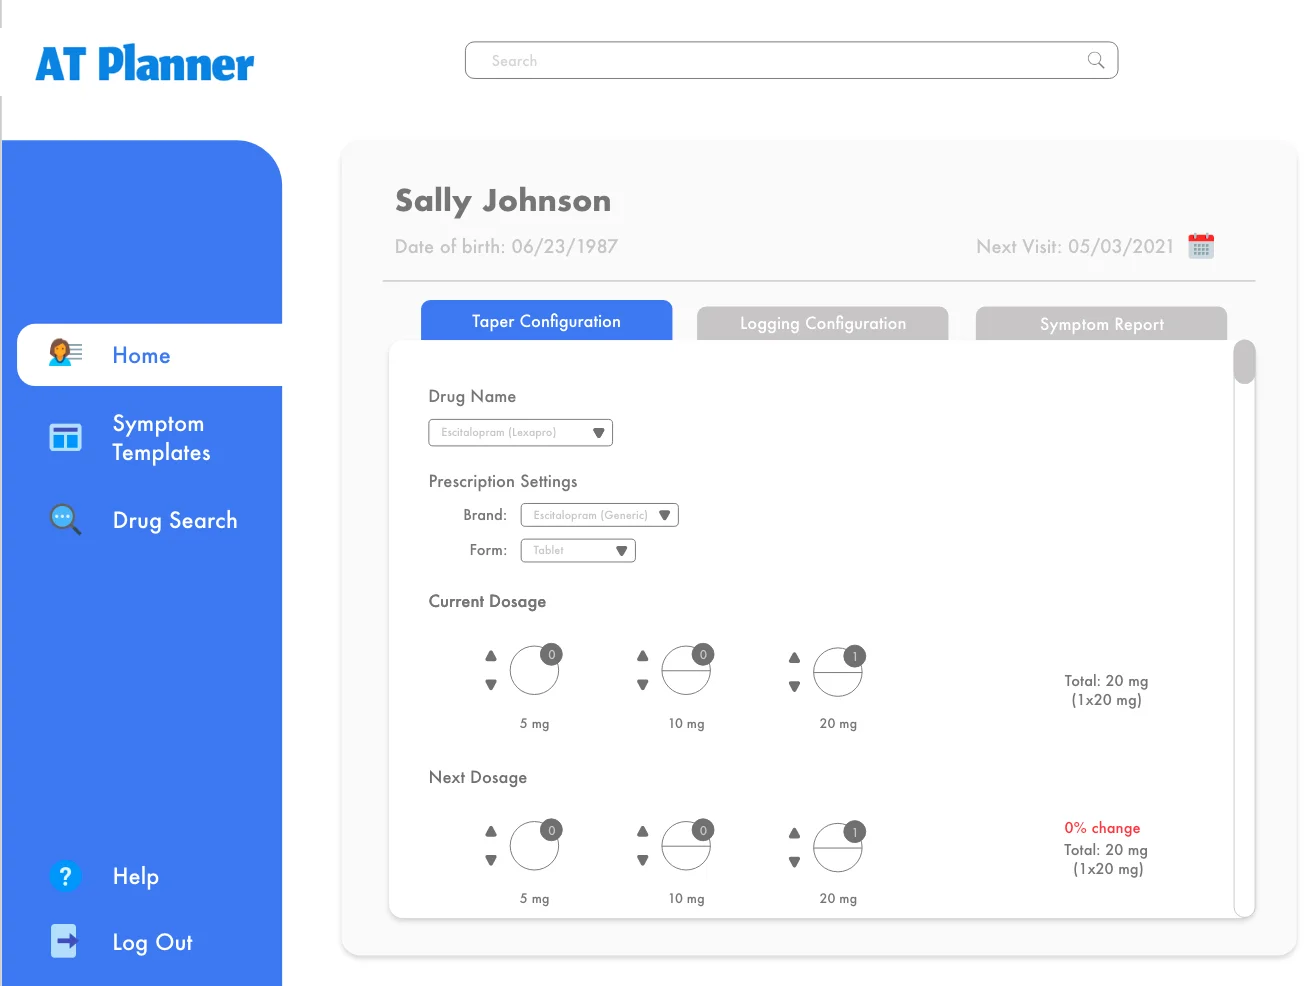 AT Planner
Search
Sally Johnson
Date of birth: 06/23/1987
Next Visit: 05/03/2021
Taper Configuration
Logging Configuration
Symptom Report
Home
Symptom
Templates
Drug Search
Help
Log Out
Drug Name
Escitalopram (Lexapro)
Prescription Settings
Brand:
Escitalopram (Generic)
Form:
Tablet
Current Dosage
0
0
1
5 mg
10 mg
20 mg
Total: 20 mg
(1x20 mg)
Next Dosage
0
0
1
5 mg
10 mg
20 mg
0% change
Total: 20 mg
(1x20 mg)
?